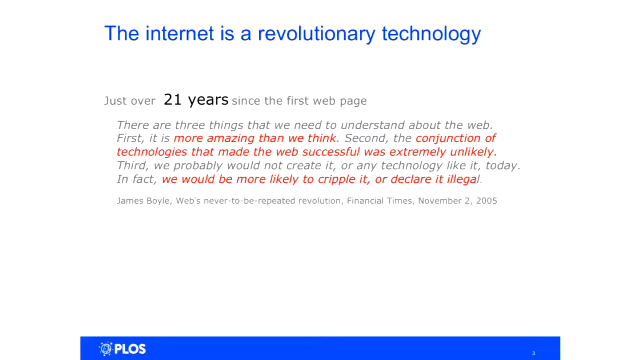 The internet is a revolutionary technology
Just over 21 years since the first web page
There are three things that we need to understand about the web.
First, it is more amazing than we think. Second, the conjunction of
technologies that made the web successful was extremely unlikely.
Third, we probably would not create it, or any technology like it, today.
In fact, we would be more likely to cripple it, or declare it illegal.
James Boyle, Web's never-to-be-repeated revolution, Financial Times, November 2, 2005
PLOS
3